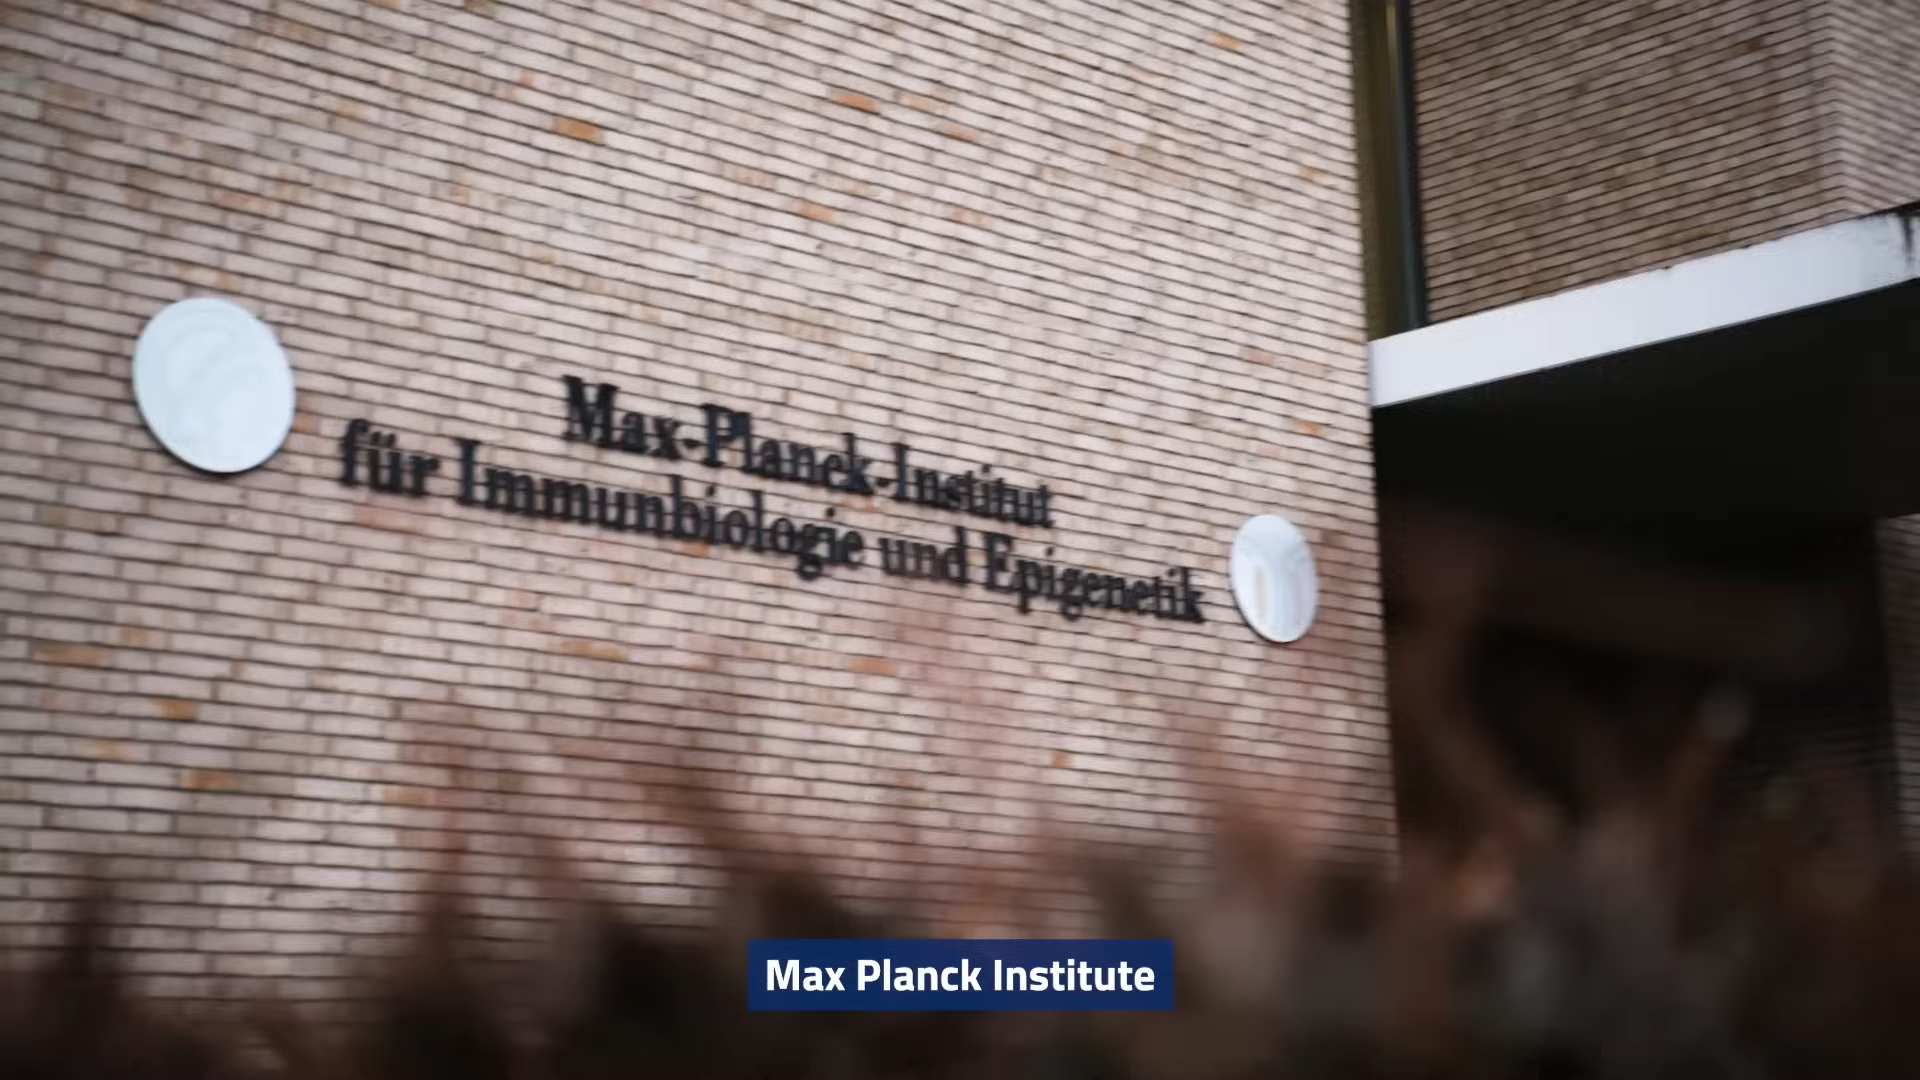 Max-Planck-Institut
für Immunbiologie und Epigenetik
Max Planck Institute